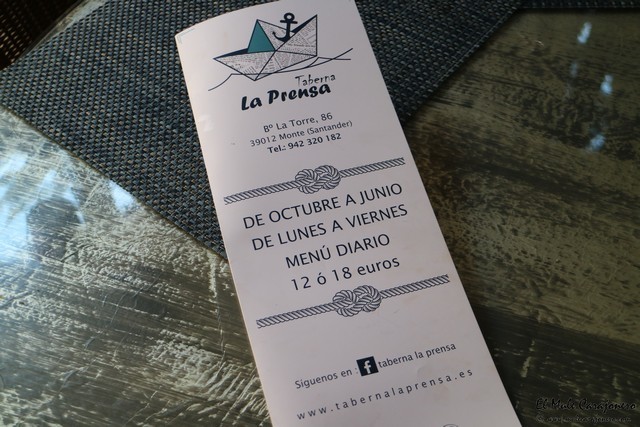 Taberna
La Prensa
Bº La Torre, 86
39012 Monte (Santander)
Tel.: 942 320 182
DE OCTUBRE A JUNIO
DE LUNES A VIERNES
MENÚ DIARIO
12 ó 18 euros
Siguenos en : f taberna la prensa
www.tabernalaprensa.es